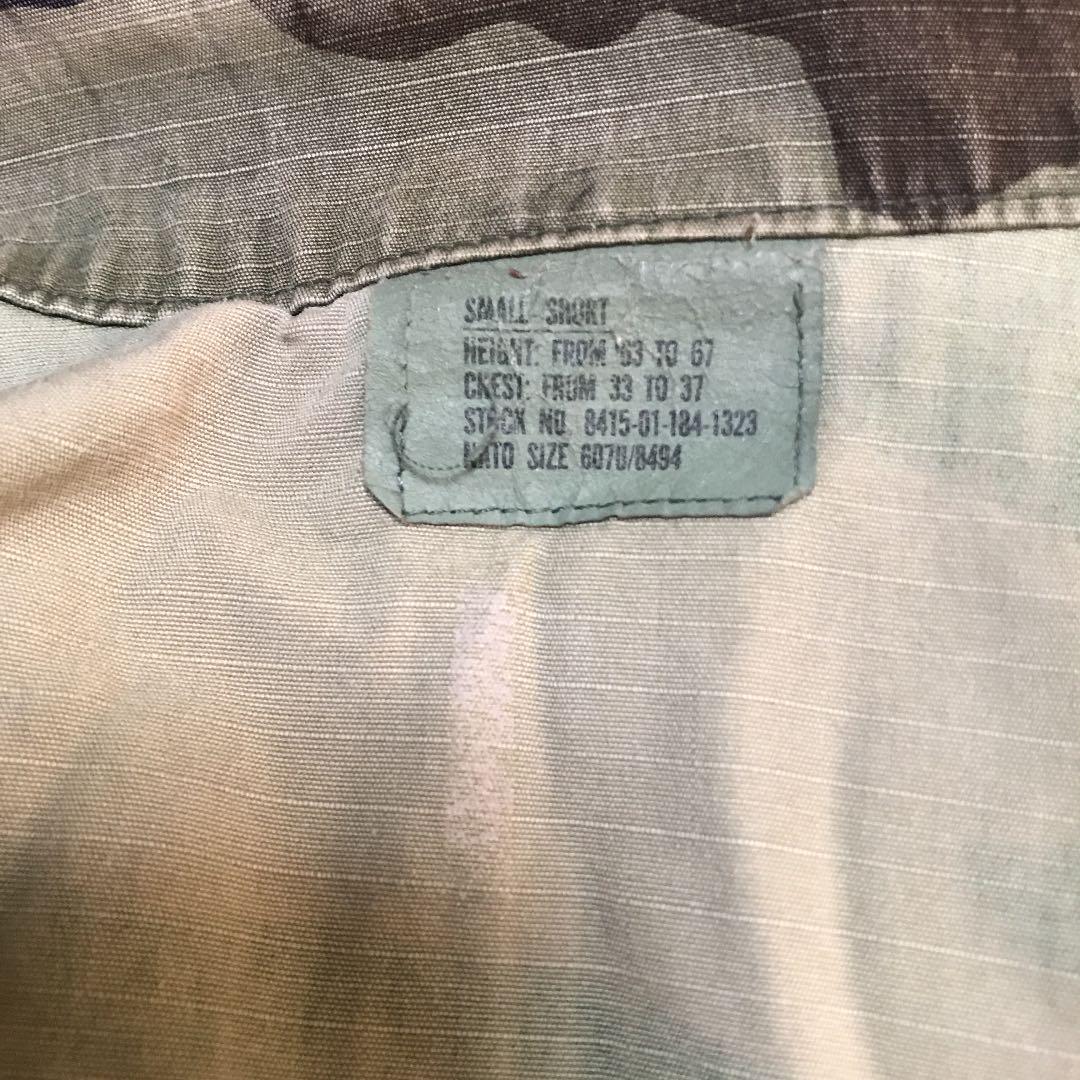 SMALL-SHORT
HEIGHT: FROM 63 TO 67
CHEST: FROM 33 TO 37
STOCK NO. 8415-01-184-1323
NATO SIZE 6070/8494